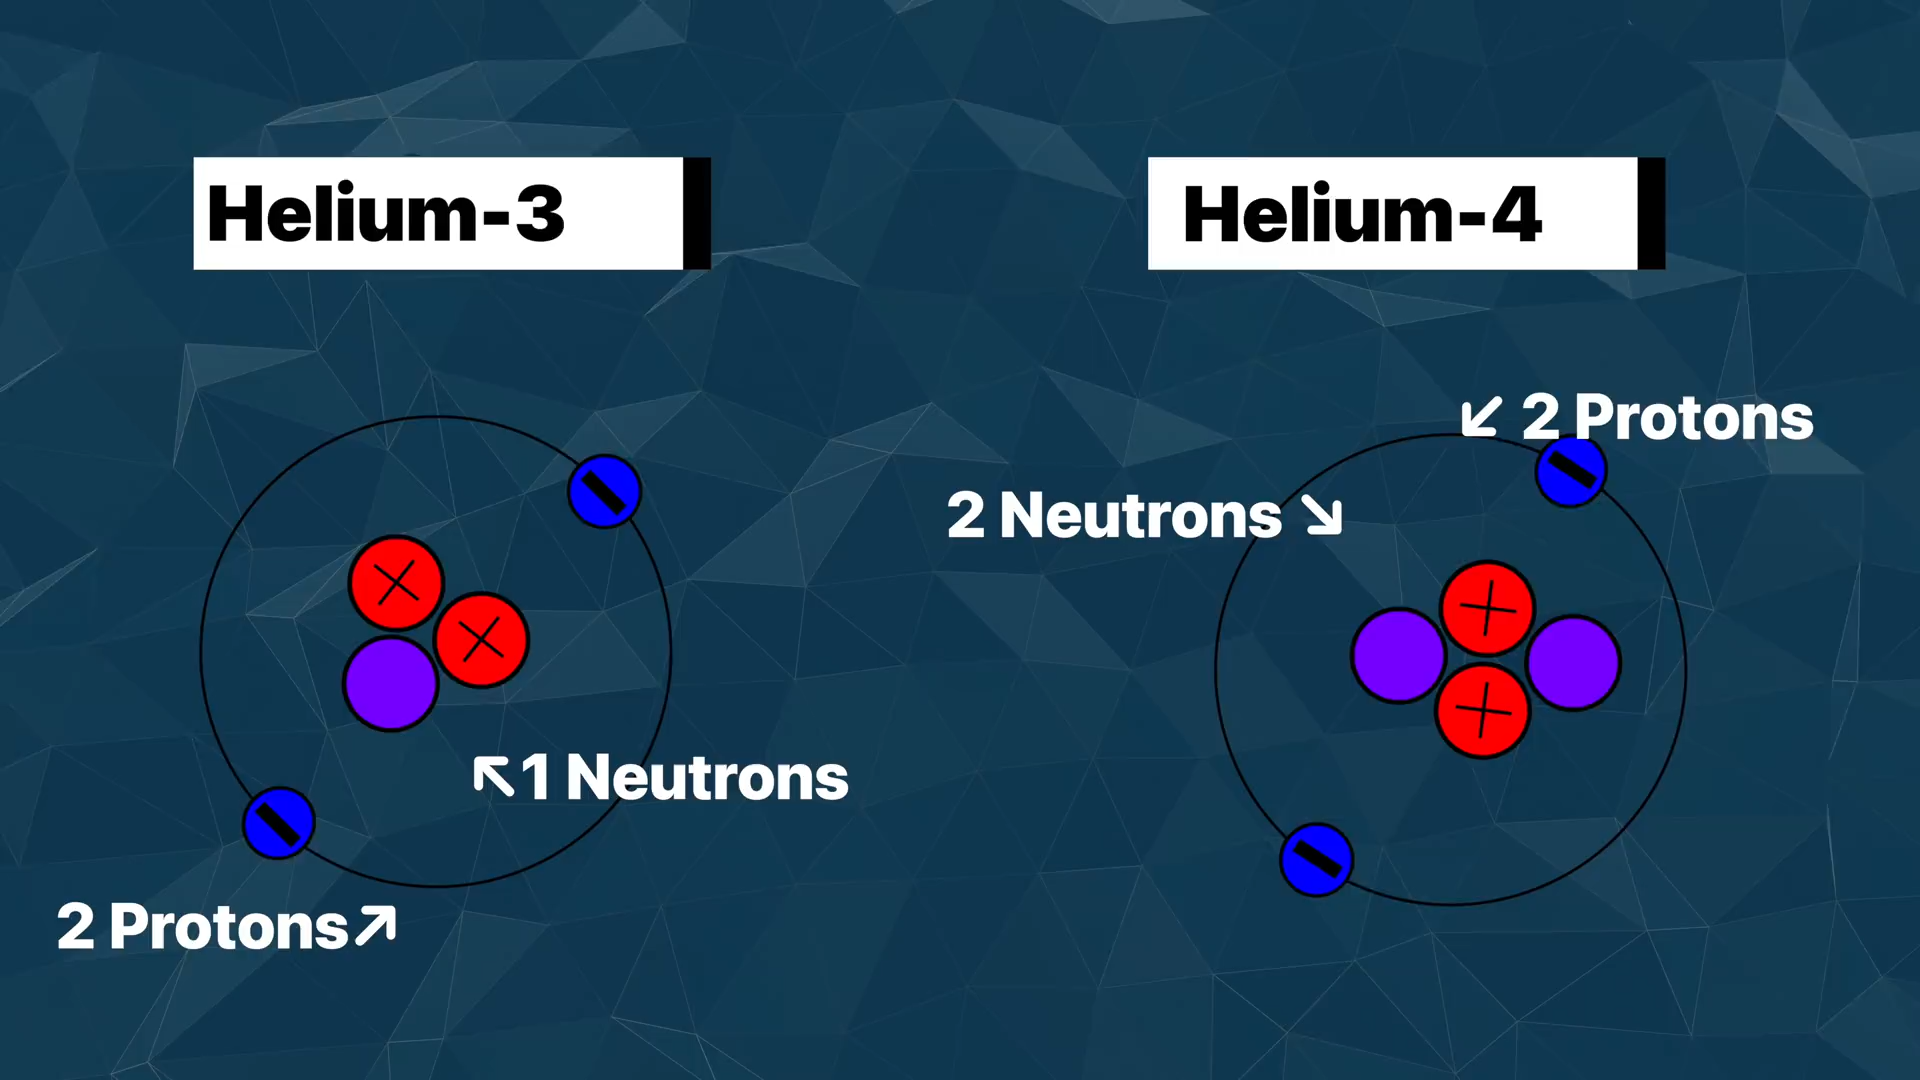 Helium-3
Helium-4
↙ 2 Protons
2 Neutrons ↘
↖1 Neutrons
2 Protons↗